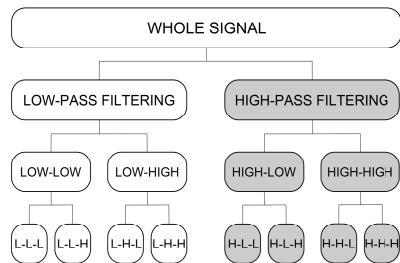 WHOLE SIGNAL
LOW-PASS FILTERING HIGH-PASS FILTERING
LOW-LOW LOW-HIGH HIGH-LOW HIGH-HIGH
L-L-L L-L-H L-H-L L-H-H H-L-L H-L-H H-H-L H-H-H